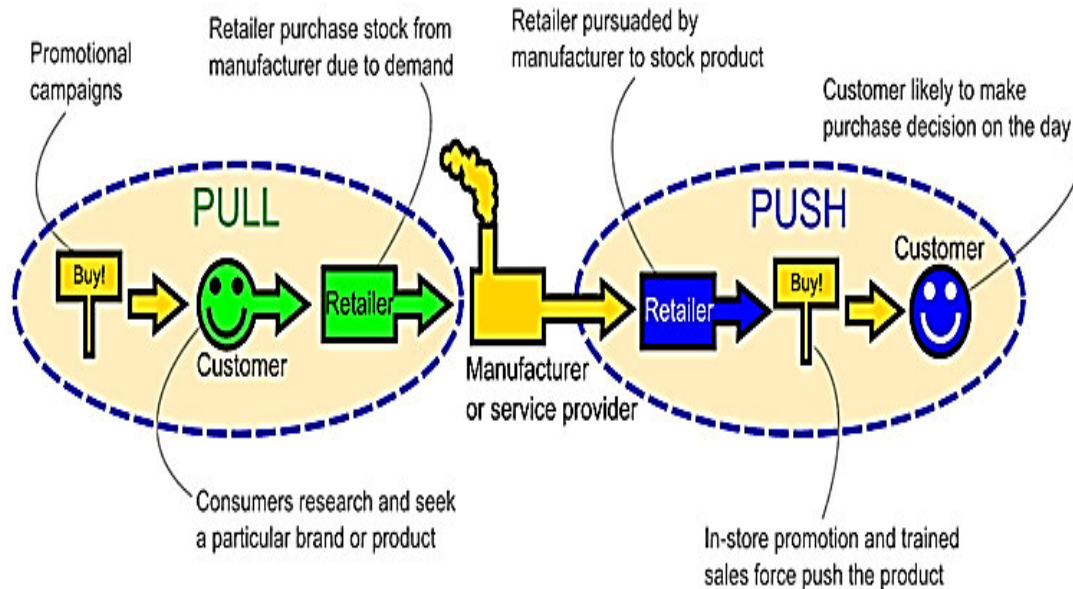 Promotional
campaigns
Retailer purchase stock from
manufacturer due to demand
Retailer pursuaded by
manufacturer to stock product
Customer likely to make
purchase decision on the day
PULL
PUSH
Buy!
Customer
Retailer
Manufacturer
or service provider
Retailer
Buy!
Customer
Consumers research and seek
a particular brand or product
In-store promotion and trained
sales force push the product